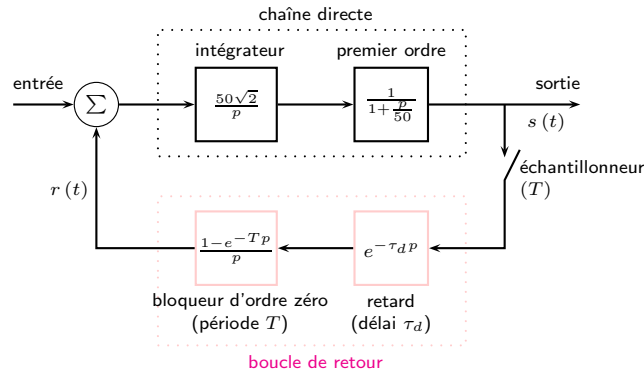 chaîne directe
intégrateur
premier ordre
entrée
sortie
∑
50√2 / p
1 / (1 + p/50)
s (t)
échantillonneur
(T)
r (t)
1−e^{−Tp} / p
e^{−τ_d p}
bloqueur d'ordre zéro
(période T)
retard
(délai τ_d)
boucle de retour